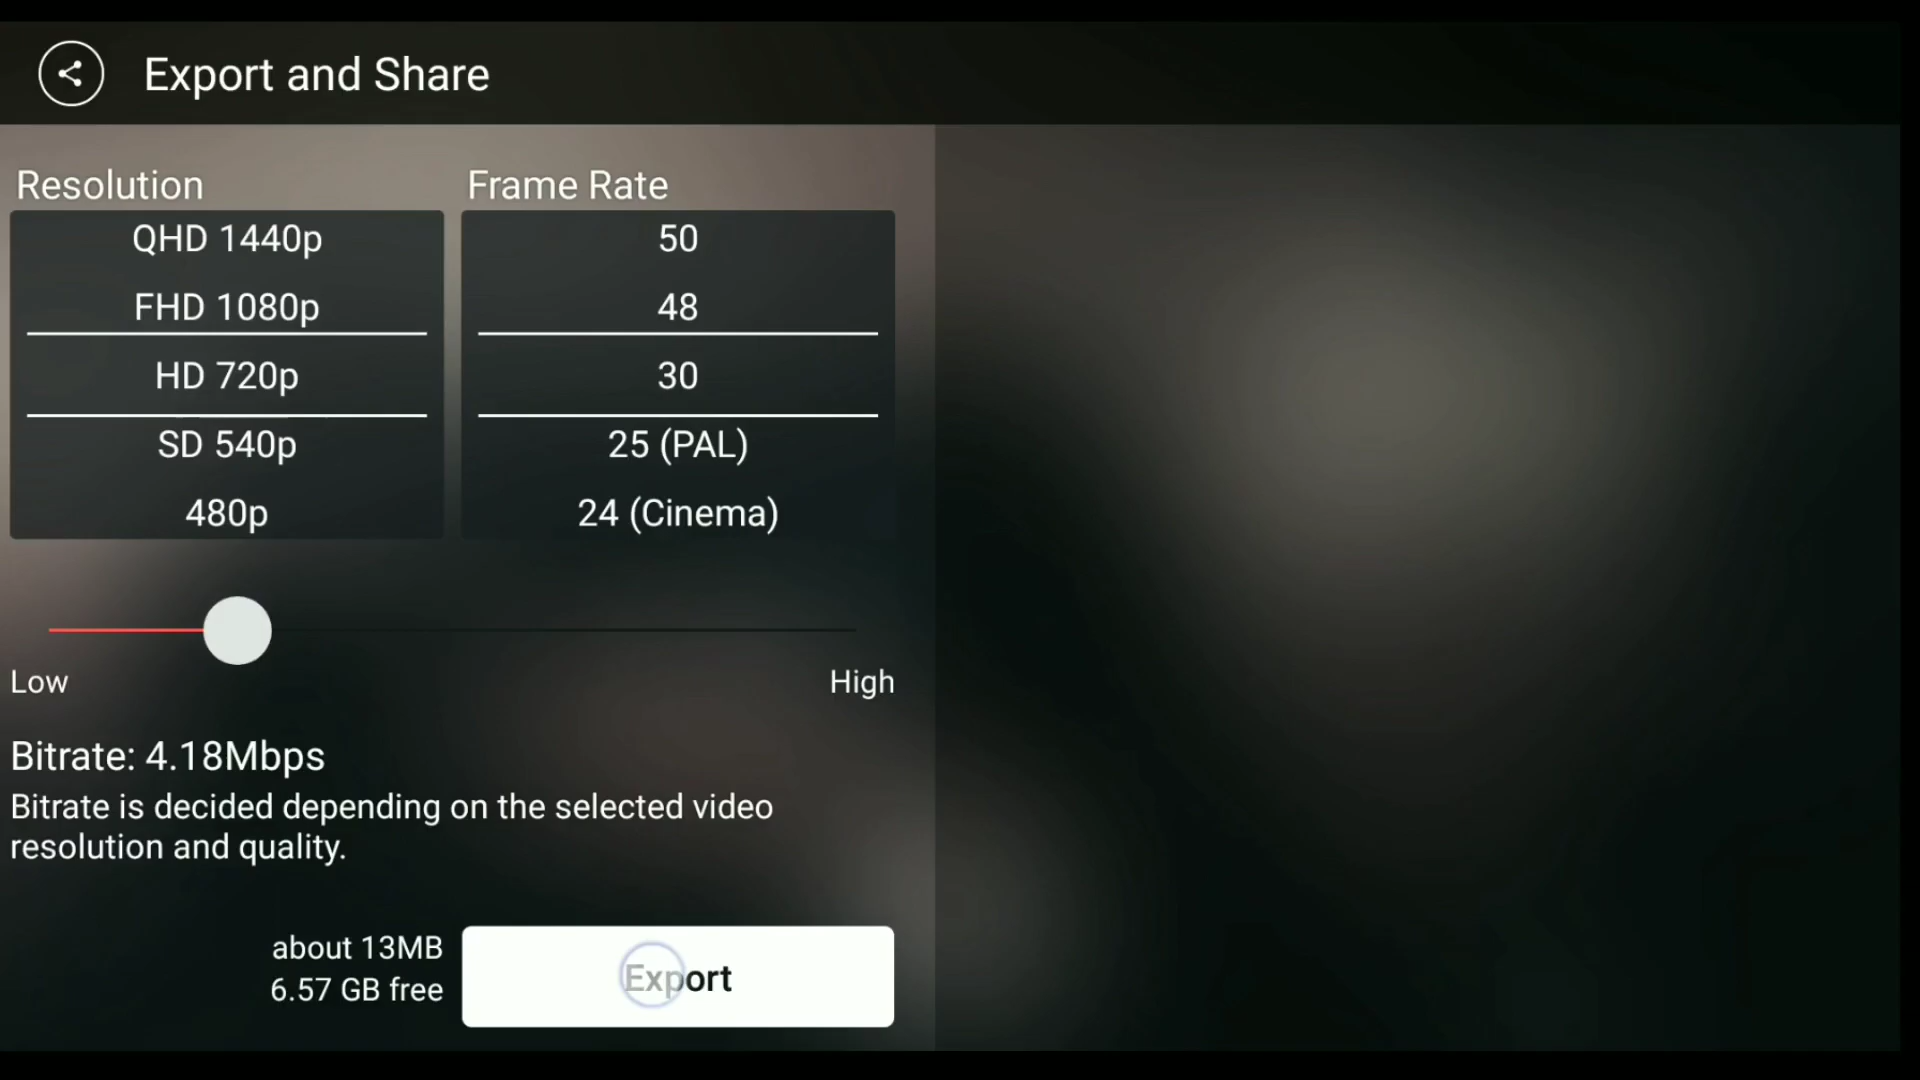 Export and Share
Resolution
Frame Rate
QHD 1440p
FHD 1080p
HD 720p
SD 540p
480p
50
48
30
25 (PAL)
24 (Cinema)
Low
High
Bitrate: 4.18Mbps
Bitrate is decided depending on the selected video
resolution and quality.
about 13MB
6.57 GB free
Export